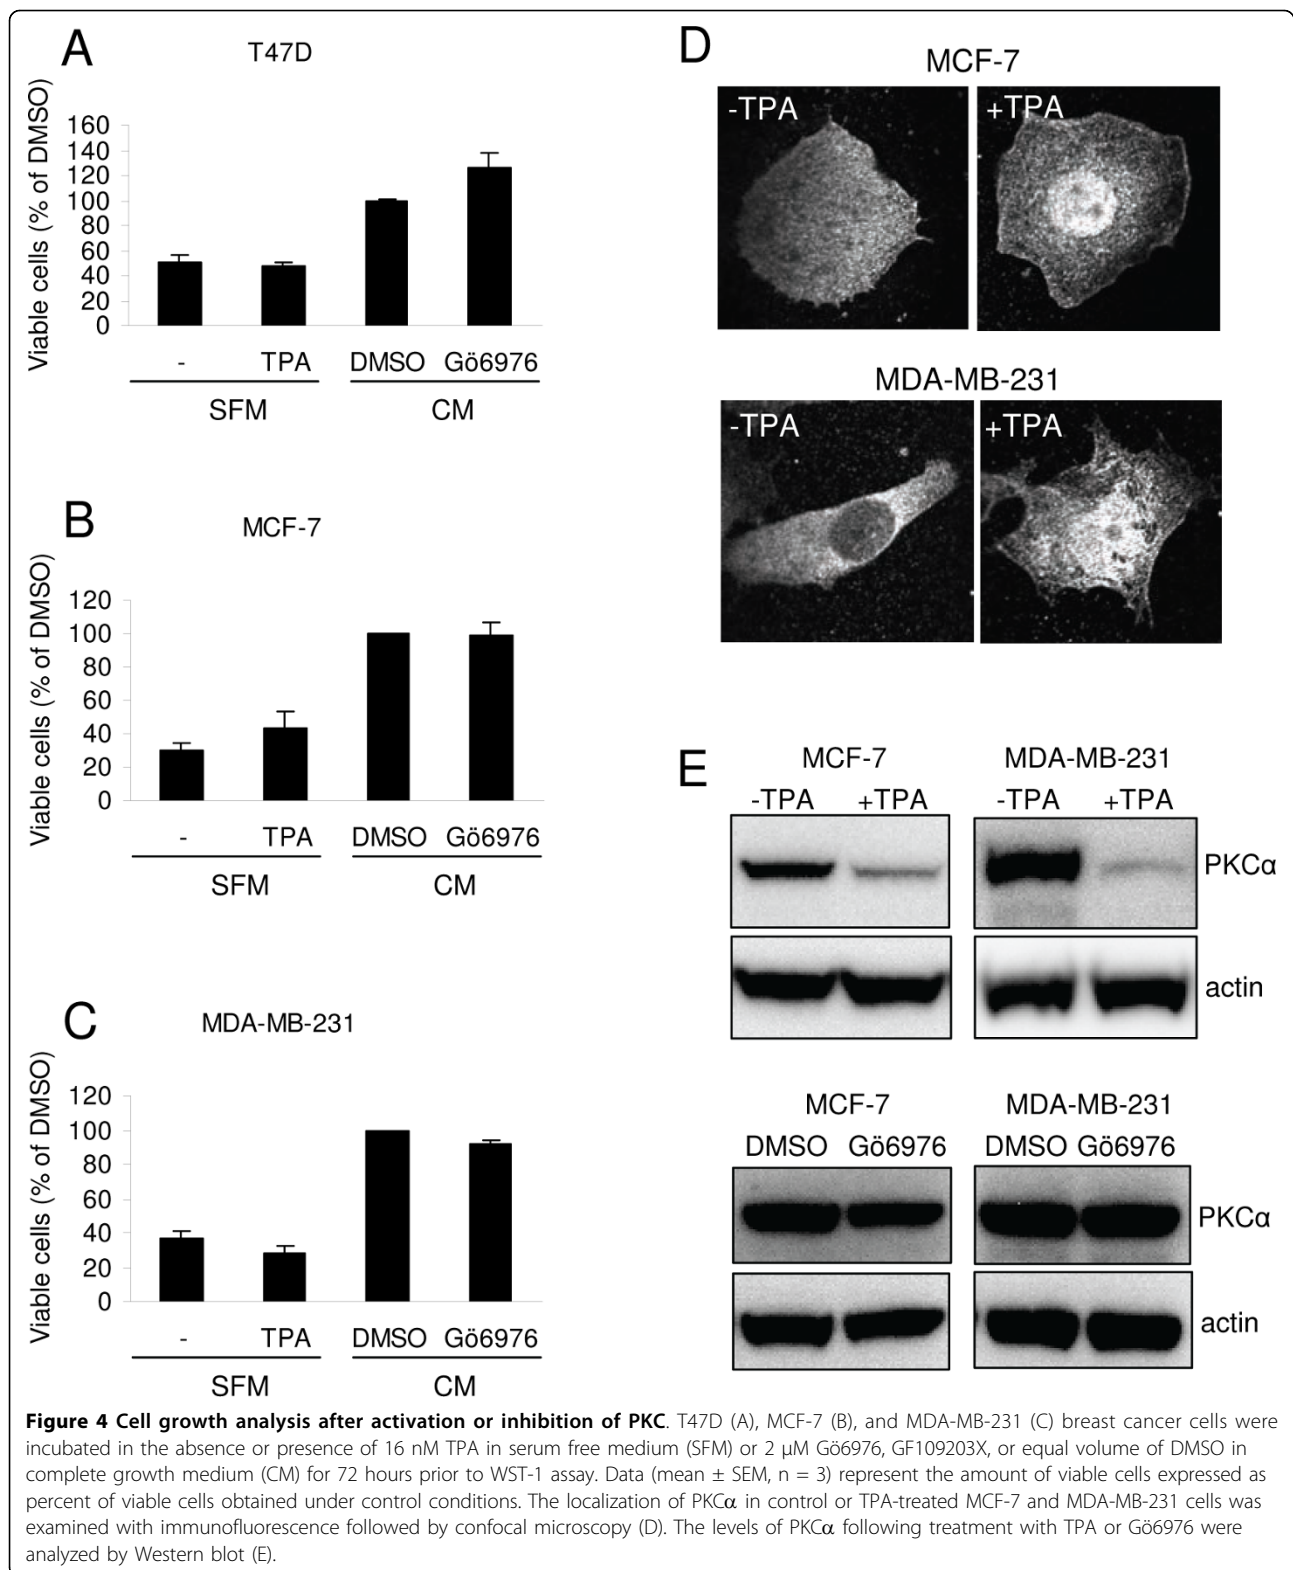 A
T47D
Viable cells (% of DMSO)
160
140
120
100
80
60
40
20
0
- TPA DMSO Gö6976
SFM CM
B
MCF-7
Viable cells (% of DMSO)
120
100
80
60
40
20
0
- TPA DMSO Gö6976
SFM CM
C
MDA-MB-231
Viable cells (% of DMSO)
120
100
80
60
40
20
0
- TPA DMSO Gö6976
SFM CM
D
MCF-7
-TPA +TPA
MDA-MB-231
-TPA +TPA
E
MCF-7 MDA-MB-231
-TPA +TPA -TPA +TPA
PKCα
actin
MCF-7 MDA-MB-231
DMSO Gö6976 DMSO Gö6976
PKCα
actin
Figure 4 Cell growth analysis after activation or inhibition of PKC. T47D (A), MCF-7 (B), and MDA-MB-231 (C) breast cancer cells were
incubated in the absence or presence of 16 nM TPA in serum free medium (SFM) or 2 μM Gö6976, GF109203X, or equal volume of DMSO in
complete growth medium (CM) for 72 hours prior to WST-1 assay. Data (mean ± SEM, n = 3) represent the amount of viable cells expressed as
percent of viable cells obtained under control conditions. The localization of PKCα in control or TPA-treated MCF-7 and MDA-MB-231 cells was
examined with immunofluorescence followed by confocal microscopy (D). The levels of PKCα following treatment with TPA or Gö6976 were
analyzed by Western blot (E).